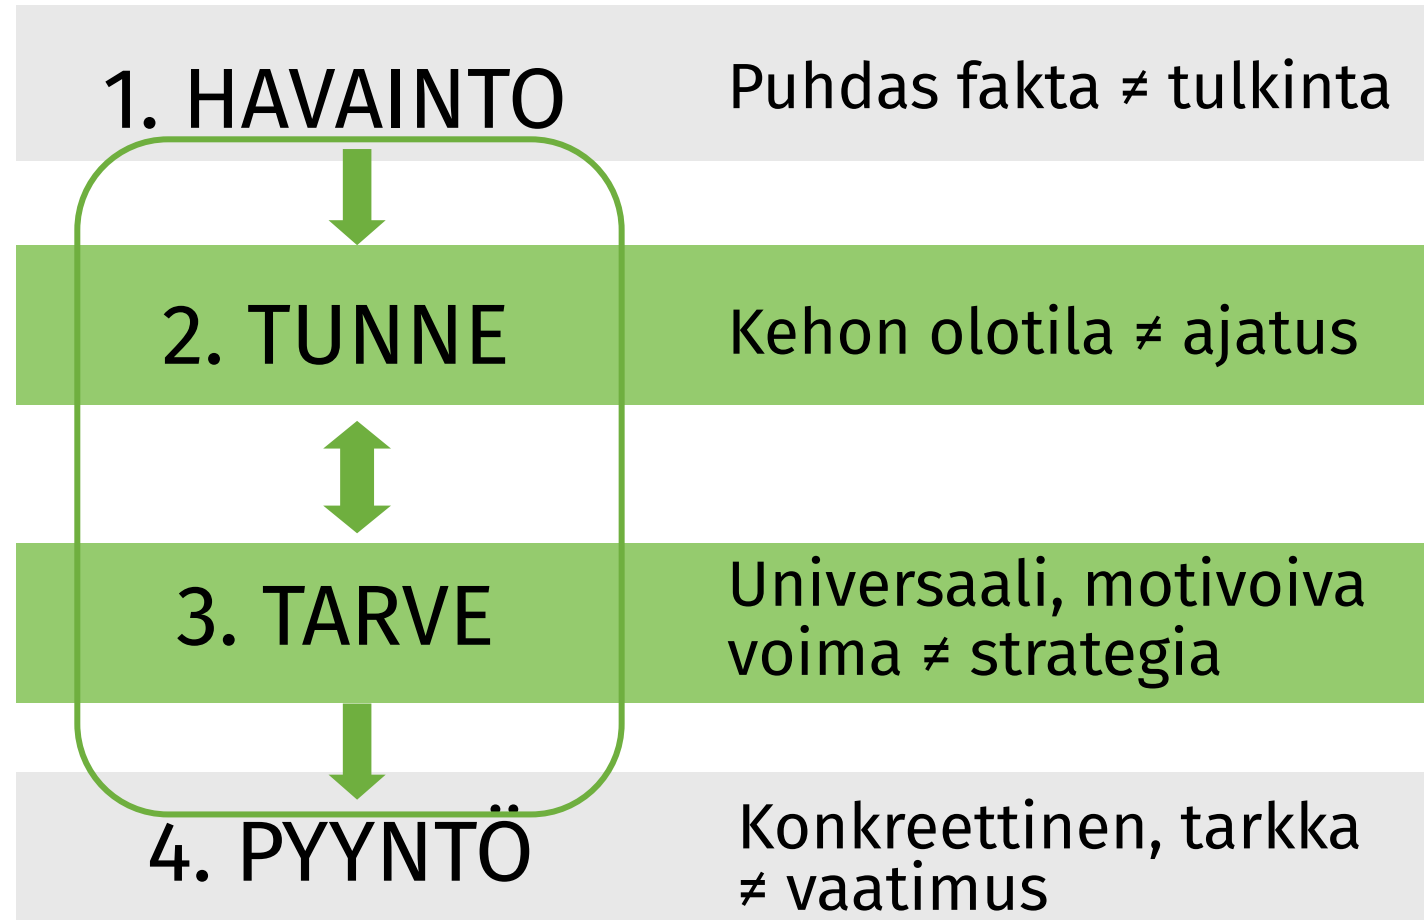 1. HAVAINTO
Puhdas fakta ≠ tulkinta
2. TUNNE
Kehon olotila ≠ ajatus
3. TARVE
Universaali, motivoiva
voima ≠ strategia
4. PYYNTÖ
Konkreettinen, tarkka
≠ vaatimus